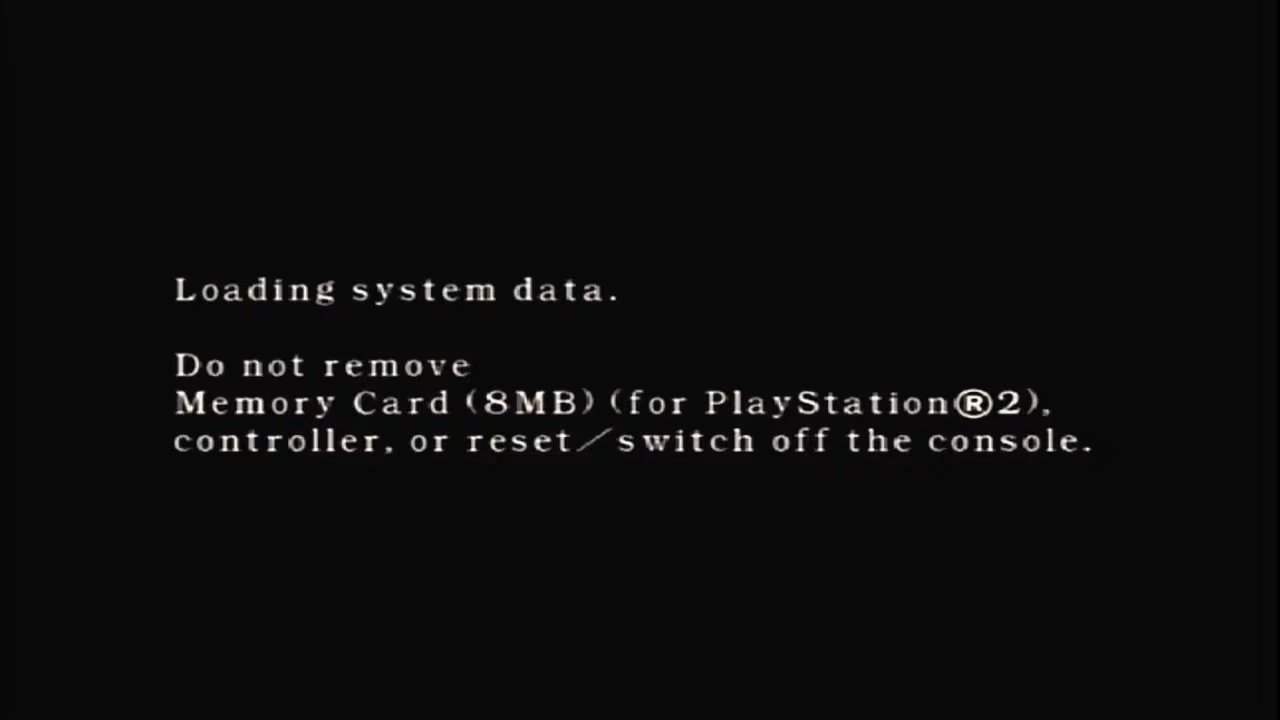 Loading system data.
Do not remove
Memory Card (8MB) (for PlayStation®2),
controller, or reset／switch off the console.